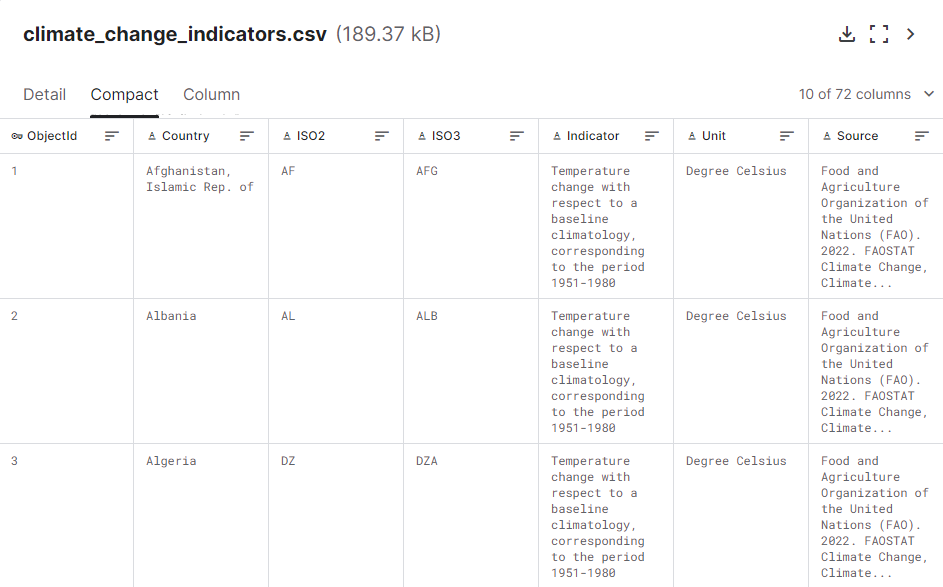 climate_change_indicators.csv (189.37 kB)
Detail Compact Column 10 of 72 columns
ObjectId Country ISO2 ISO3 Indicator Unit Source
1 Afghanistan, AF AFG Temperature Degree Celsius Food and
Islamic Rep. of change with Agriculture
respect to a Organization of
baseline the United
climatology, Nations (FAO).
corresponding 2022. FAOSTAT
to the period Climate Change,
1951-1980 Climate...
2 Albania AL ALB Temperature Degree Celsius Food and
change with Agriculture
respect to a Organization of
baseline the United
climatology, Nations (FAO).
corresponding 2022. FAOSTAT
to the period Climate Change,
1951-1980 Climate...
3 Algeria DZ DZA Temperature Degree Celsius Food and
change with Agriculture
respect to a Organization of
baseline the United
climatology, Nations (FAO).
corresponding 2022. FAOSTAT
to the period Climate Change,
1951-1980 Climate...